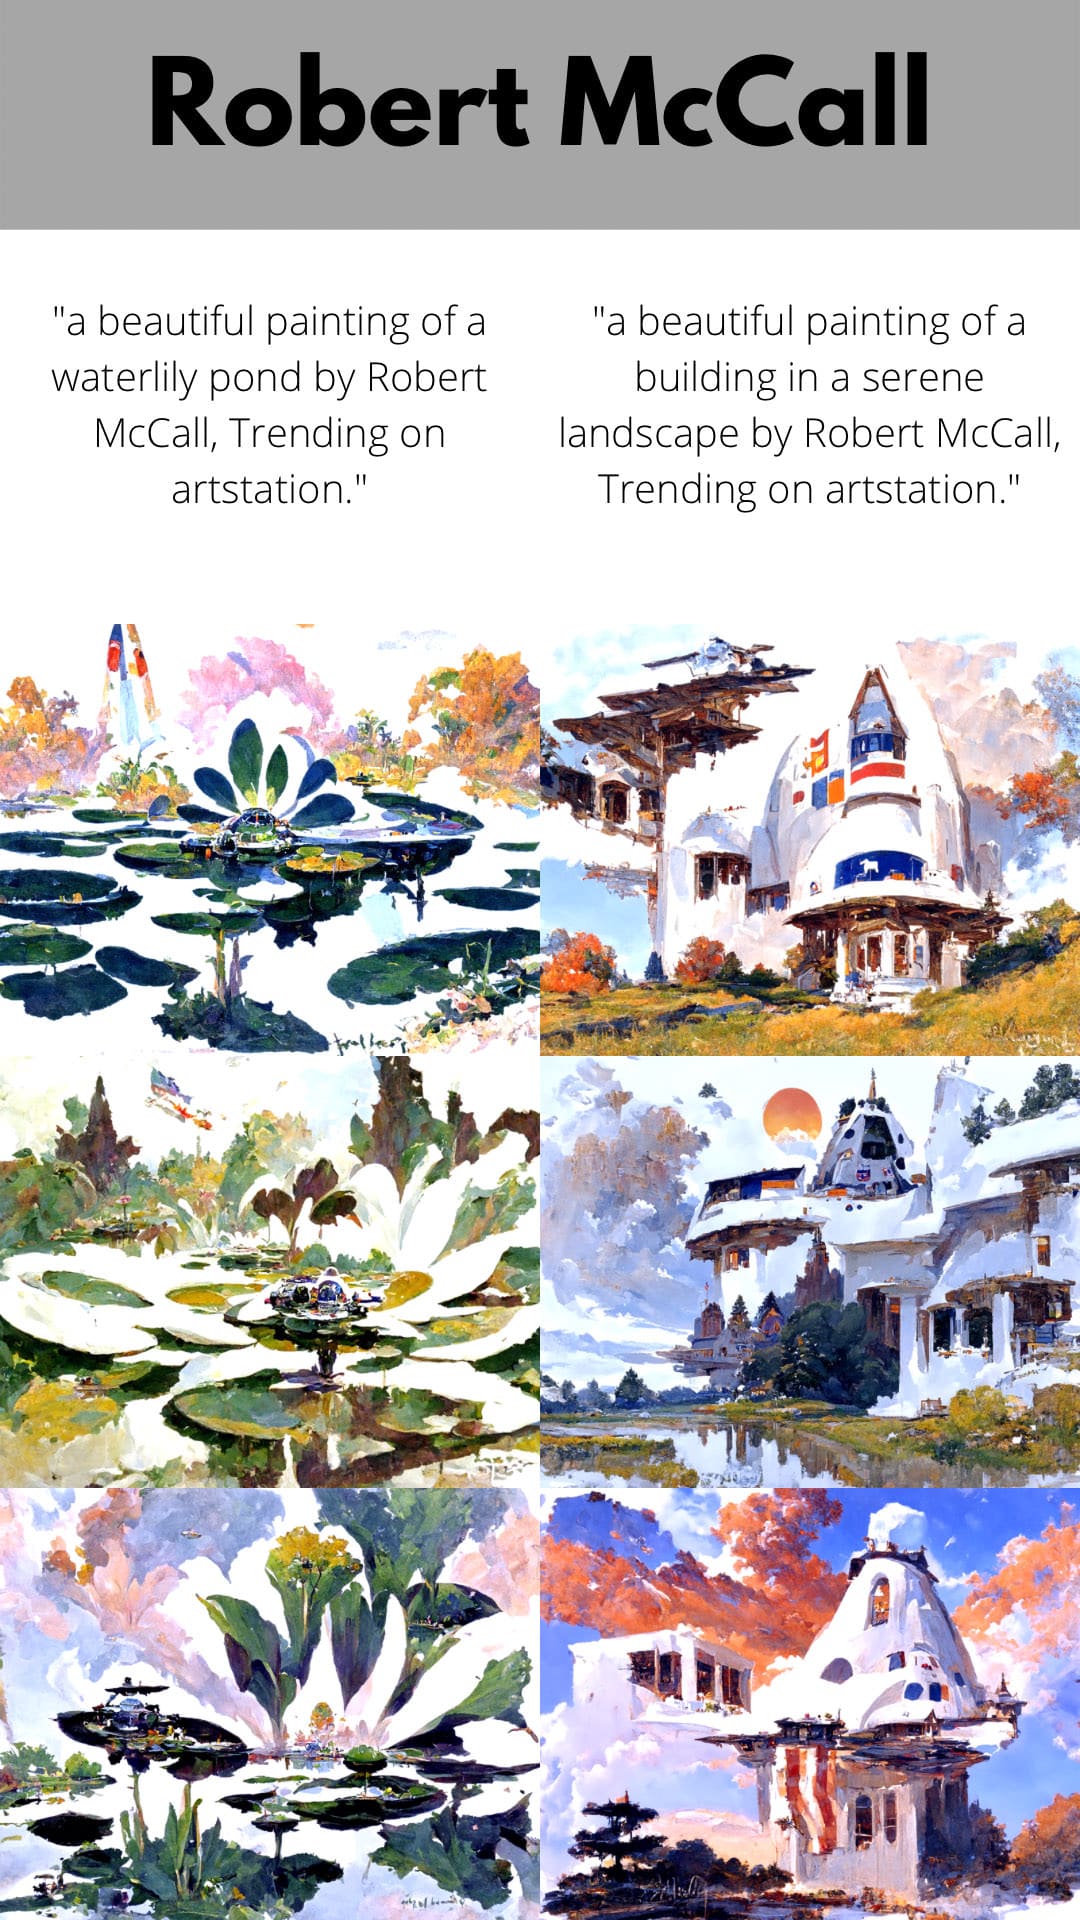 Robert McCall
"a beautiful painting of a
waterlily pond by Robert
McCall, Trending on
artstation."
"a beautiful painting of a
building in a serene
landscape by Robert McCall,
Trending on artstation."